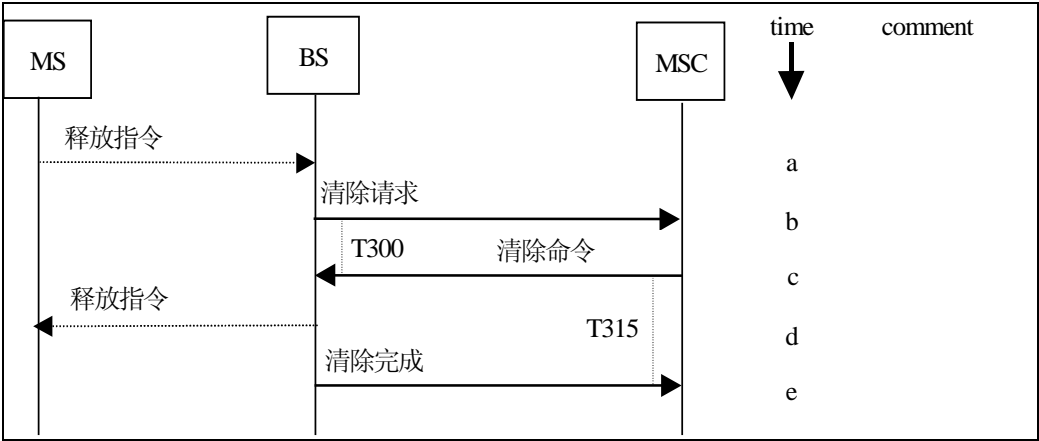 time comment
MS
BS
MSC
释放指令
a
清除请求
b
T300
清除命令
c
释放指令
T315
d
清除完成
e